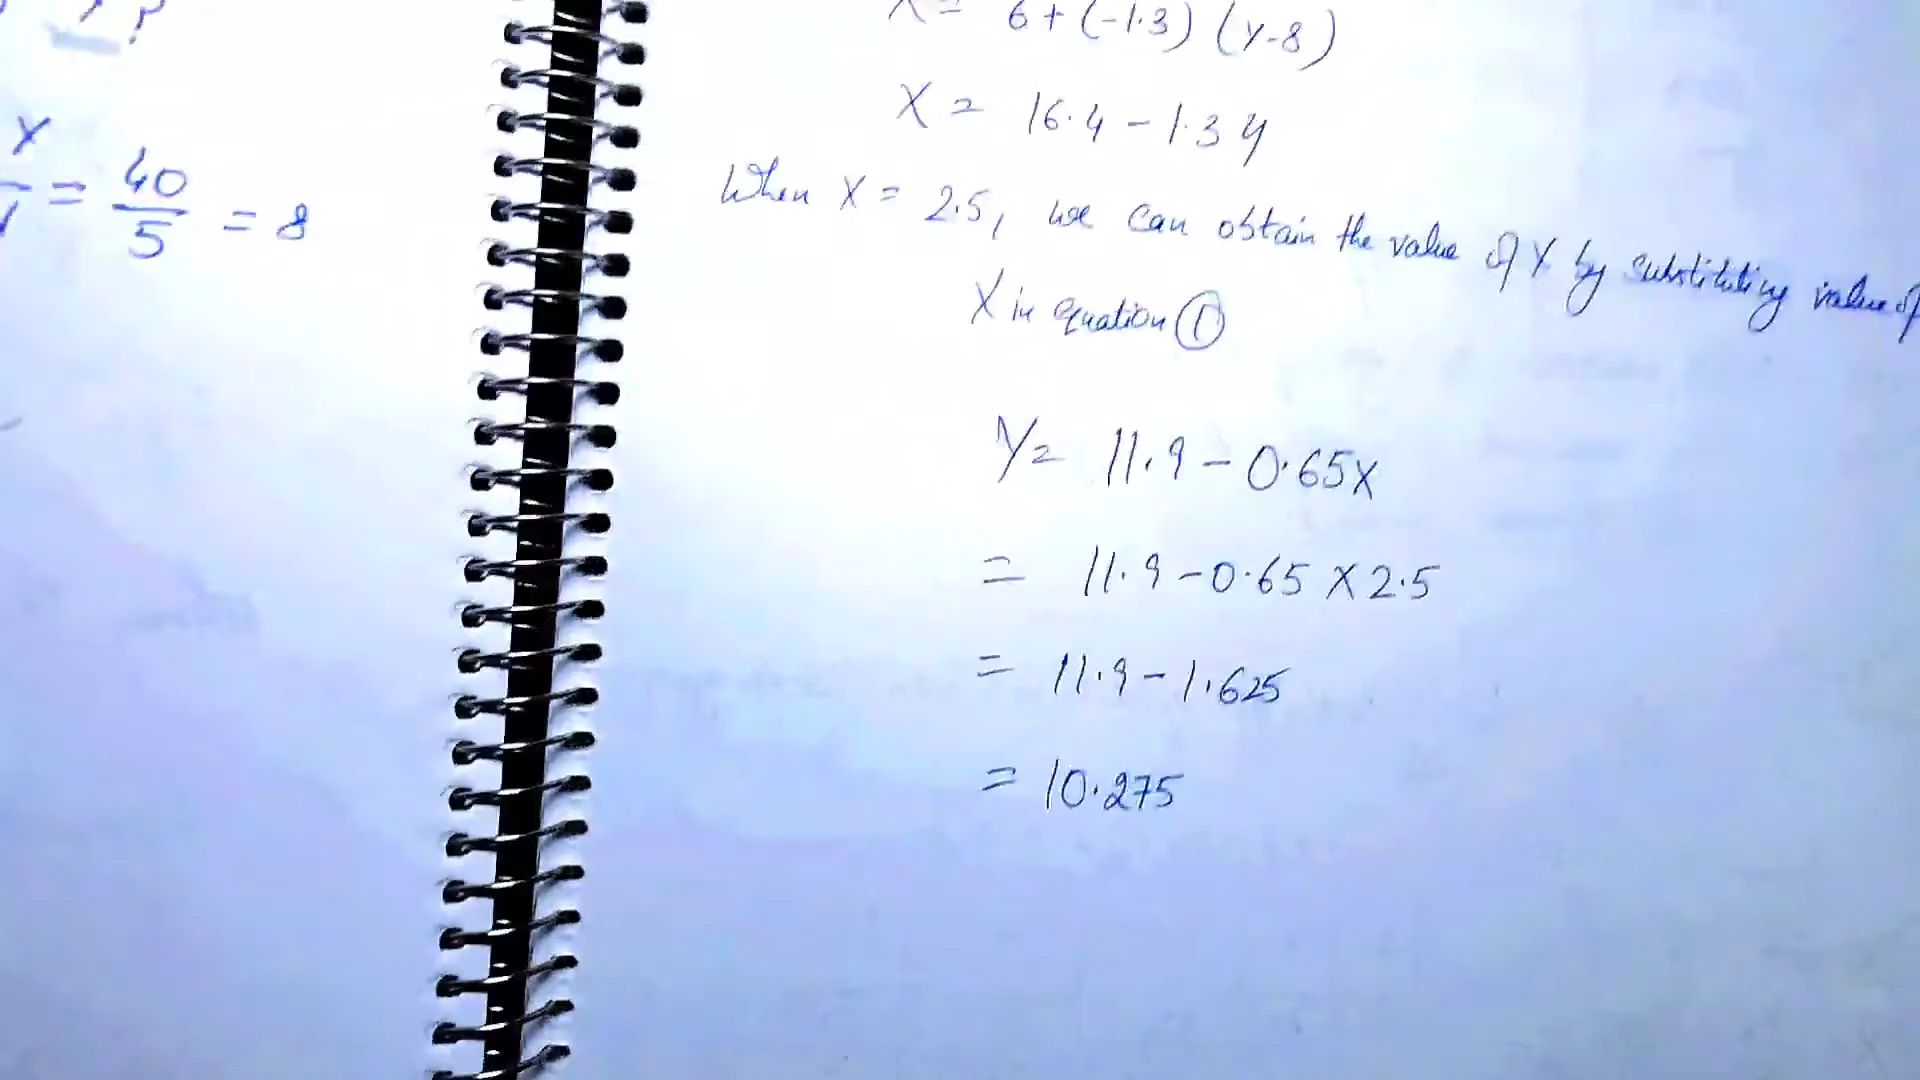 Y
= 40
5 = 8
X = 6 + (-1.3) (Y-8)
X = 16.4 - 1.3 Y
When X = 2.5, we can obtain the value of Y by substituting value of
X in equation ①
Y = 11.9 - 0.65X
= 11.9 - 0.65 X 2.5
= 11.9 - 1.625
= 10.275